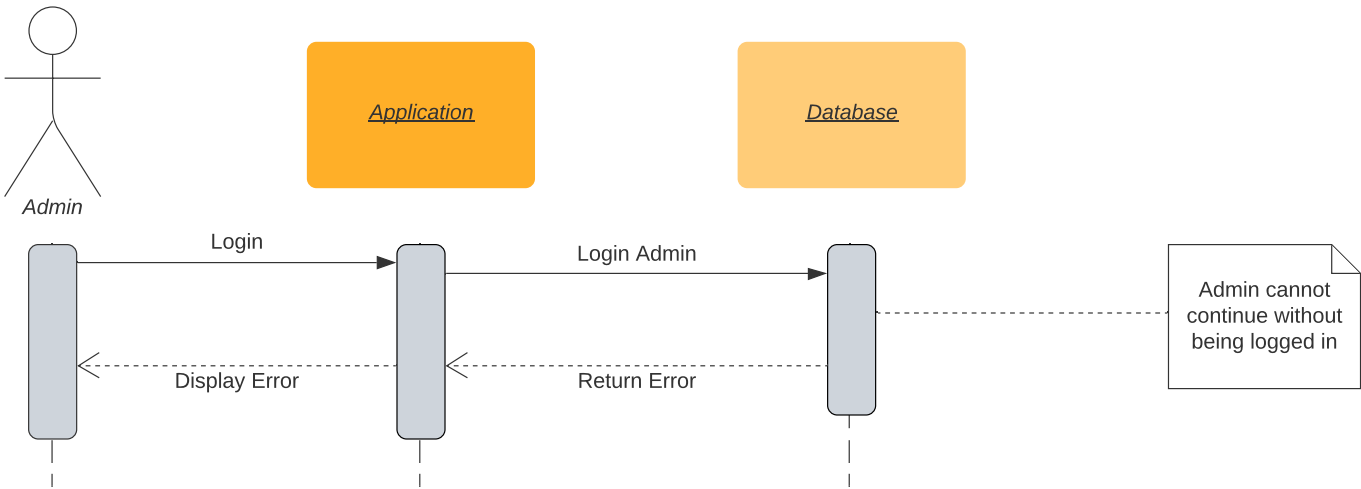 Application
Database
Admin
Login
Login Admin
Admin cannot
continue without
being logged in
Display Error
Return Error